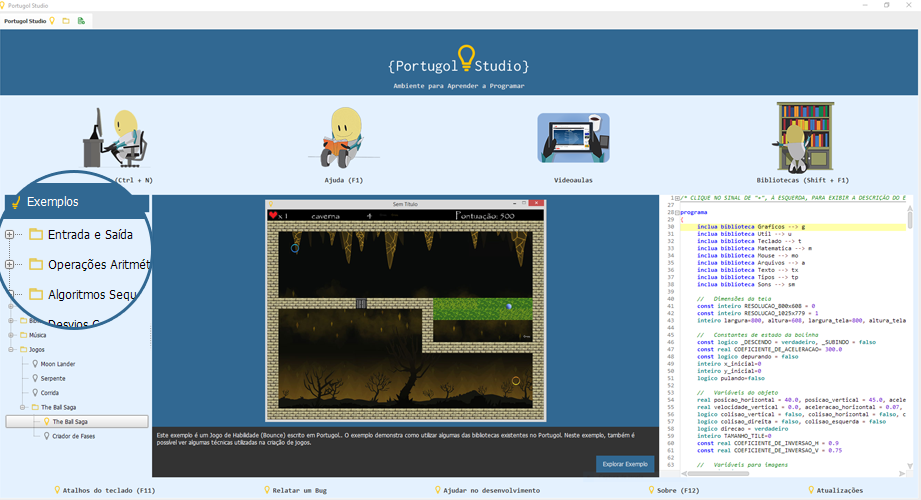 Portugol Studio
Portugol Studio
{Portugol Studio}
Ambiente para Aprender a Programar
(Ctrl + N)
Ajuda (F1)
Videoaulas
Bibliotecas (Shift + F1)
Exemplos
Entrada e Saída
Operações Aritmét
Algoritmos Sequ
Música
Jogos
Moon Lander
Serpente
Corrida
The Ball Saga
The Ball Saga
Criador de Fases
Sem Título
x 1 caverna 4 Pontuação: 500
Este exemplo é um Jogo de Habilidade (Bounce) escrito em Portugol. O exemplo demonstra como utilizar algumas das bibliotecas existentes no Portugol. Neste exemplo, também é
possível ver algumas técnicas utilizadas na criação de jogos.
Explorar Exemplo
1 /* CLIQUE NO SINAL DE "+", À ESQUERDA, PARA EXIBIR A DESCRIÇÃO DO E
27
28 programa
29 {
30 inclua biblioteca Graficos --> g
31 inclua biblioteca Util --> u
32 inclua biblioteca Teclado --> t
33 inclua biblioteca Matematica --> m
34 inclua biblioteca Mouse --> mo
35 inclua biblioteca Arquivos --> a
36 inclua biblioteca Texto --> tx
37 inclua biblioteca Tipos --> tp
38 inclua biblioteca Sons --> sm
39
40 // Dimensões da tela
41 const inteiro RESOLUCAO_800x608 = 0
42 const inteiro RESOLUCAO_1025x779 = 1
43 inteiro largura=800, altura=608, largura_tela=800, altura_tela
44
45 // Constantes de estado da bolinha
46 const logico _DESCENDO = verdadeiro, _SUBINDO = falso
47 const real COEFICIENTE_DE_ACELERACAO= 300.0
48 const logico depurando = falso
49 inteiro x_inicial=0
50 inteiro y_inicial=0
51 logico pulando=falso
52
53 // Variáveis do objeto
54 real posicao_horizontal = 40.0, posicao_vertical = 45.0, acele
55 real velocidade_vertical = 0.0, aceleracao_horizontal = 0.07,
56 logico colisao_vertical = falso, colisao_horizontal = falso, c
57 logico colisao_direita = falso, colisao_esquerda = falso
58 logico direcao = verdadeiro
59 inteiro TAMANHO_TILE=0
60 const real COEFICIENTE_DE_INVERSAO_H = 0.9
61 const real COEFICIENTE_DE_INVERSAO_V = 0.75
62
63 // Variáveis para imagens
Atalhos do teclado (F11)
Relatar um Bug
Ajudar no desenvolvimento
Sobre (F12)
Atualizações